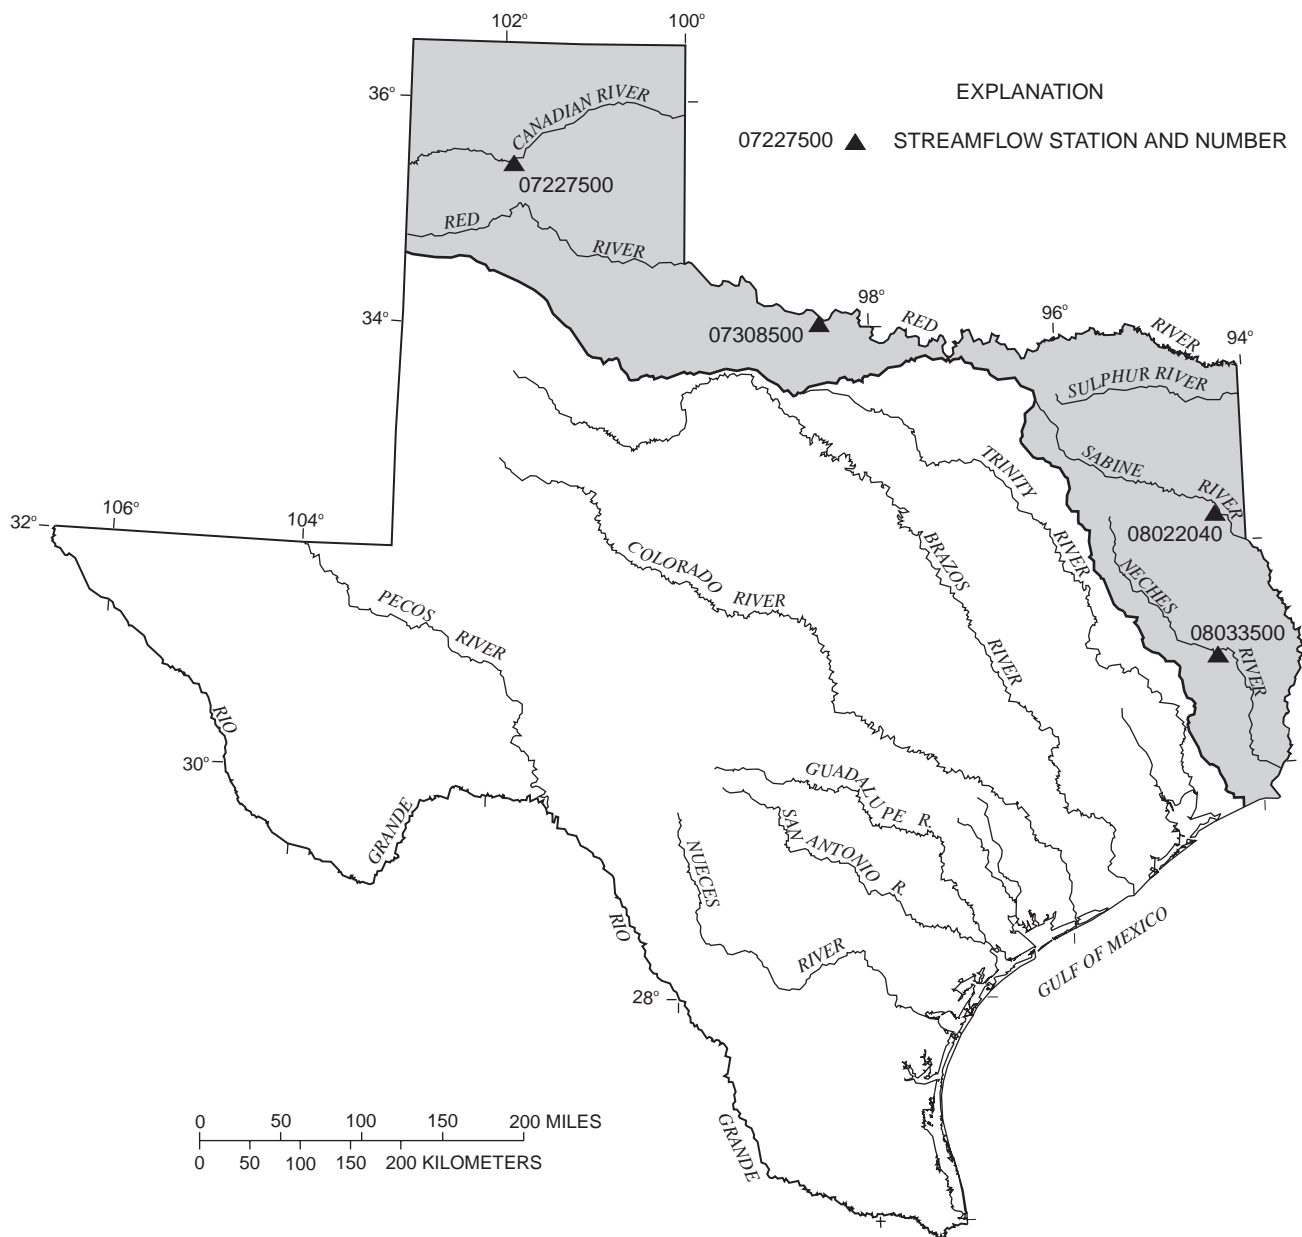 102° 100°
36°
CANADIAN RIVER
EXPLANATION
07227500 ▲ STREAMFLOW STATION AND NUMBER
07227500
RED
RIVER
34°
98°
07308500
RED
96°
RIVER
94°
SULPHUR RIVER
SABINE
RIVER
TRINITY
RIVER
08022040
32°
106°
104°
BRAZOS
RIVER
COLORADO
RIVER
NECHES
RIVER
08033500
PECOS
RIVER
RIO
30°
GRANDE
GUADALUPE R.
SAN ANTONIO R.
NUECES
RIVER
RIO
GULF OF MEXICO
28°
GRANDE
0 50 100 150 200 MILES
0 50 100 150 200 KILOMETERS